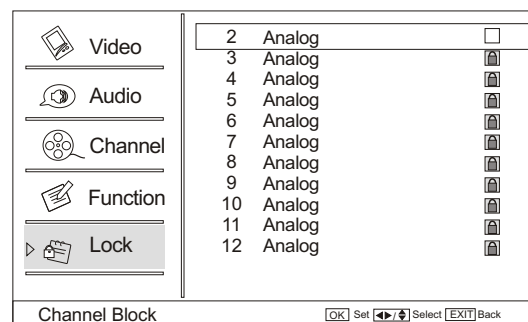 Video
Audio
Channel
Function
Lock
2 Analog
3 Analog
4 Analog
5 Analog
6 Analog
7 Analog
8 Analog
9 Analog
10 Analog
11 Analog
12 Analog
Channel Block
OK Set ◀▶/▲▼ Select EXIT Back